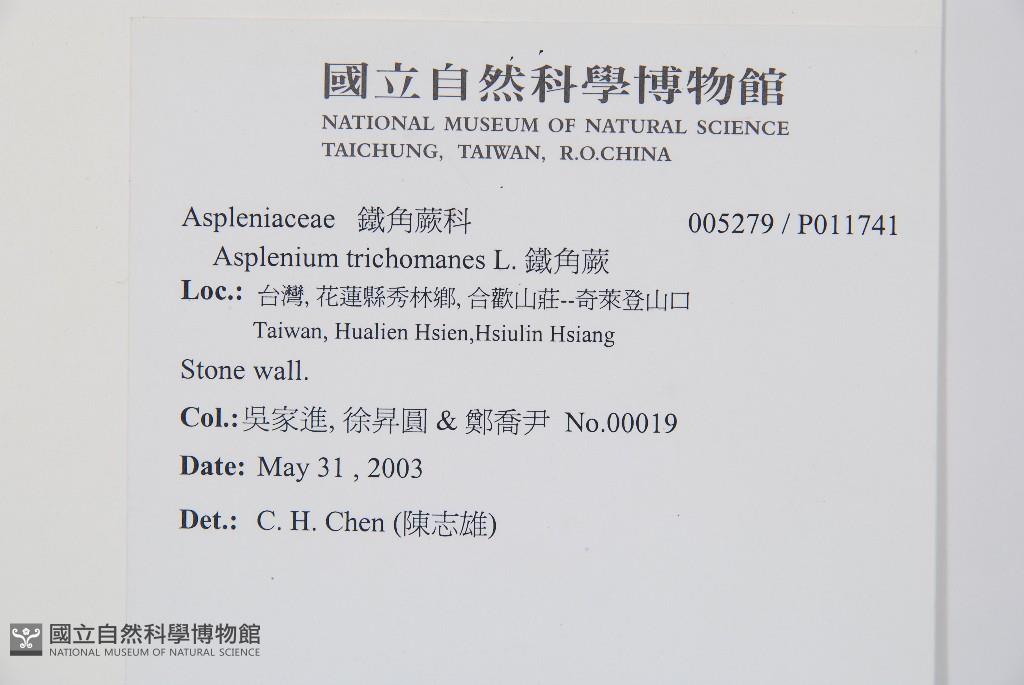 國立自然科學博物館
NATIONAL MUSEUM OF NATURAL SCIENCE
TAICHUNG, TAIWAN, R.O.CHINA
Aspleniaceae 鐵角蕨科 005279 / P011741
Asplenium trichomanes L. 鐵角蕨
Loc.: 台灣, 花蓮縣秀林鄉, 合歡山莊--奇萊登山口
Taiwan, Hualien Hsien,Hsiulin Hsiang
Stone wall.
Col.: 吳家進, 徐昇圓 & 鄭喬尹 No.00019
Date: May 31 , 2003
Det.: C. H. Chen (陳志雄)
國立自然科學博物館
NATIONAL MUSEUM OF NATURAL SCIENCE